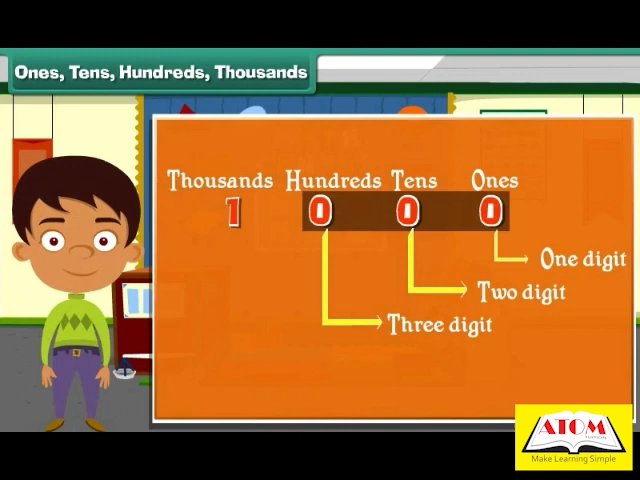 Ones, Tens, Hundreds, Thousands
Thousands Hundreds Tens Ones
1 0 0 0
One digit
Two digit
Three digit
ATOM
Make Learning Simple